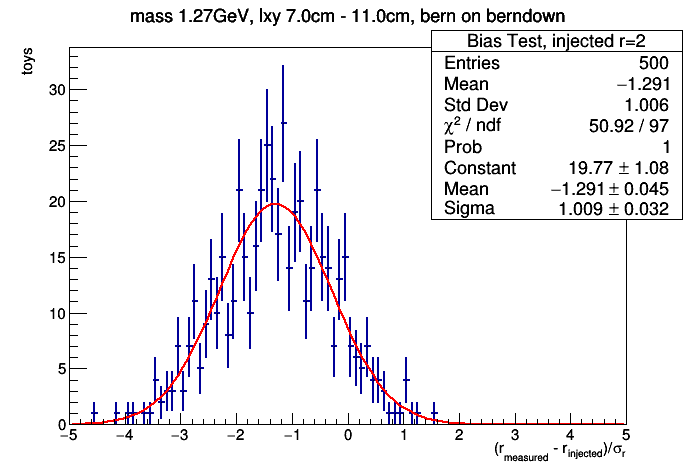 mass 1.27GeV, lxy 7.0cm - 11.0cm, bern on berndown
Bias Test, injected r=2
Entries 500
Mean −1.291
Std Dev 1.006
χ² / ndf 50.92 / 97
Prob 1
Constant 19.77 ± 1.08
Mean −1.291 ± 0.045
Sigma 1.009 ± 0.032
toys
30
25
20
15
10
5
0
−5 −4 −3 −2 −1 0 1 2 3 4 5
(r_measured - r_injected)/σ_r